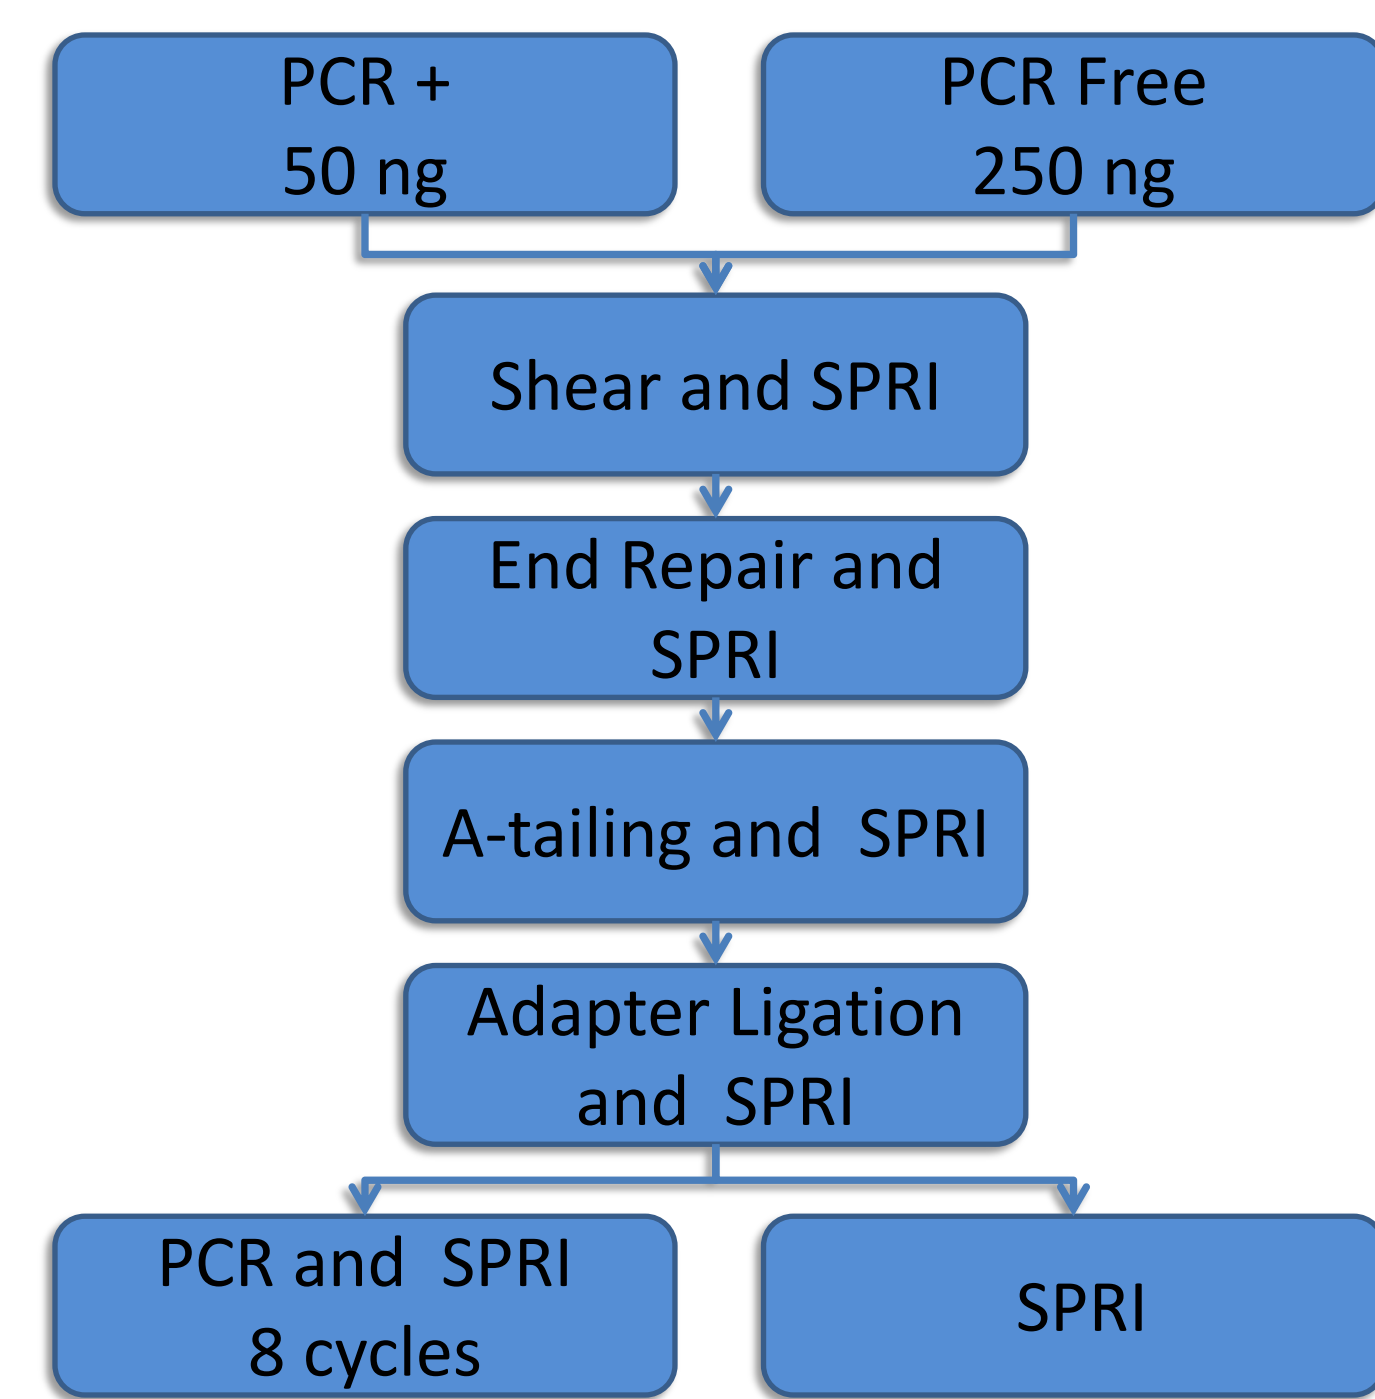 PCR +
50 ng
PCR Free
250 ng
Shear and SPRI
End Repair and
SPRI
A-tailing and  SPRI
Adapter Ligation
and  SPRI
PCR and  SPRI
8 cycles
SPRI